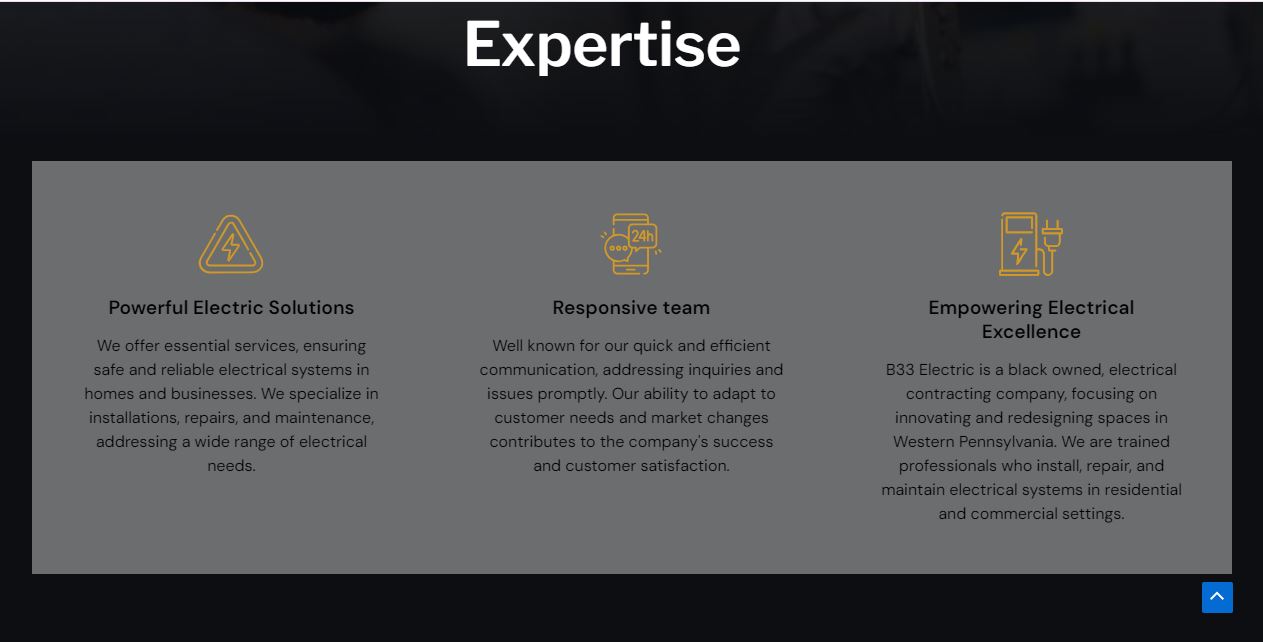 Expertise
24h
Powerful Electric Solutions
We offer essential services, ensuring
safe and reliable electrical systems in
homes and businesses. We specialize in
installations, repairs, and maintenance,
addressing a wide range of electrical
needs.
Responsive team
Well known for our quick and efficient
communication, addressing inquiries and
issues promptly. Our ability to adapt to
customer needs and market changes
contributes to the company's success
and customer satisfaction.
Empowering Electrical
Excellence
B33 Electric is a black owned, electrical
contracting company, focusing on
innovating and redesigning spaces in
Western Pennsylvania. We are trained
professionals who install, repair, and
maintain electrical systems in residential
and commercial settings.